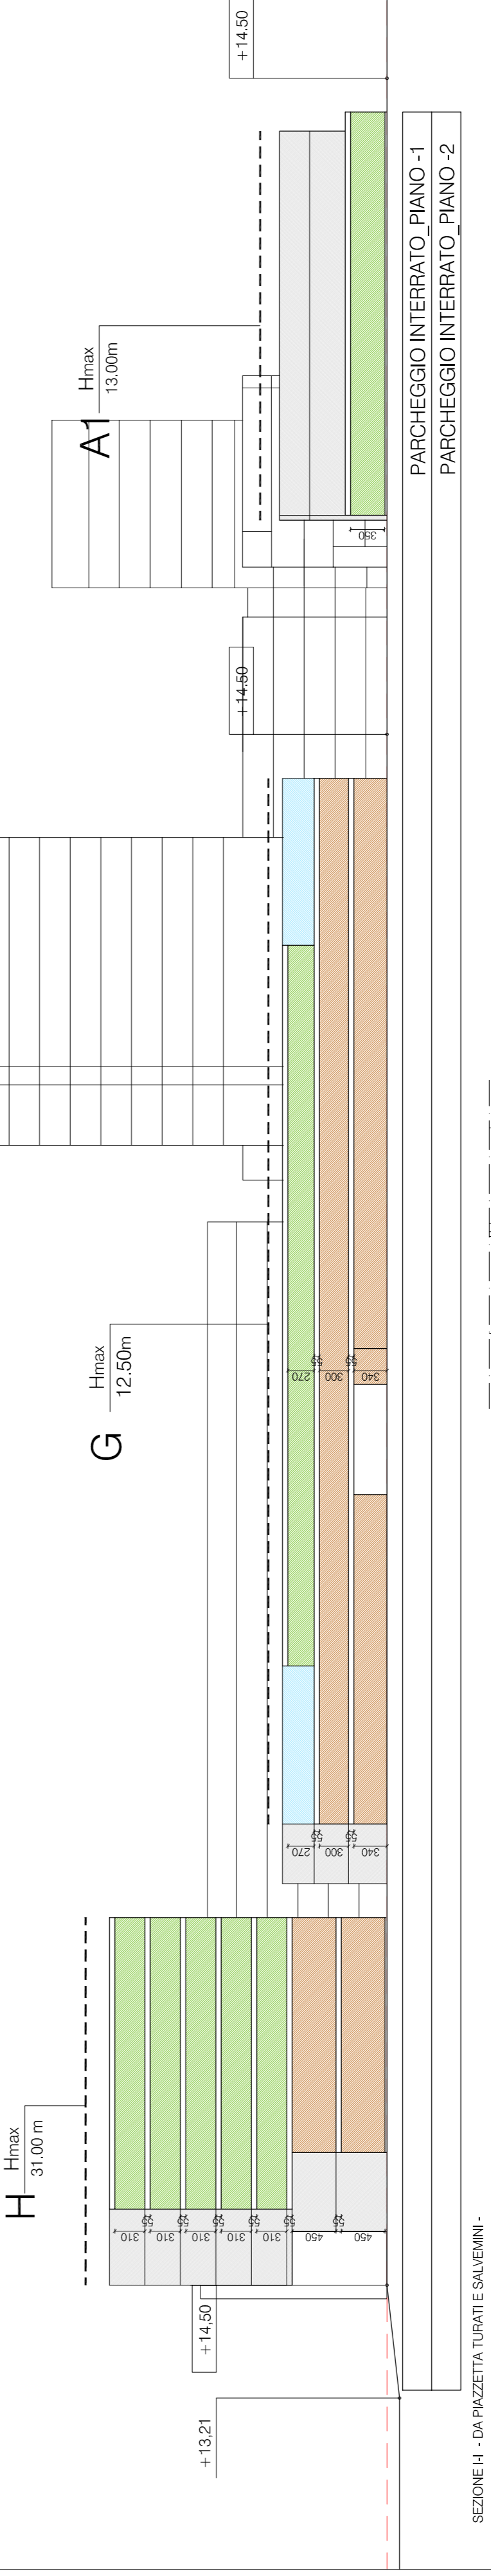 H
Hmax
31.00 m
G
Hmax
12.50m
A1
Hmax
13.00m
+13,21
+14,50
+14.50
+14.50
310
55
310
55
310
55
310
55
310
55
450
55
450
270
55
300
55
340
270
55
300
55
340
350
PARCHEGGIO INTERRATO_PIANO -1
PARCHEGGIO INTERRATO_PIANO -2
SEZIONE I-I - DA PIAZZETTA TURATI E SALVEMINI -